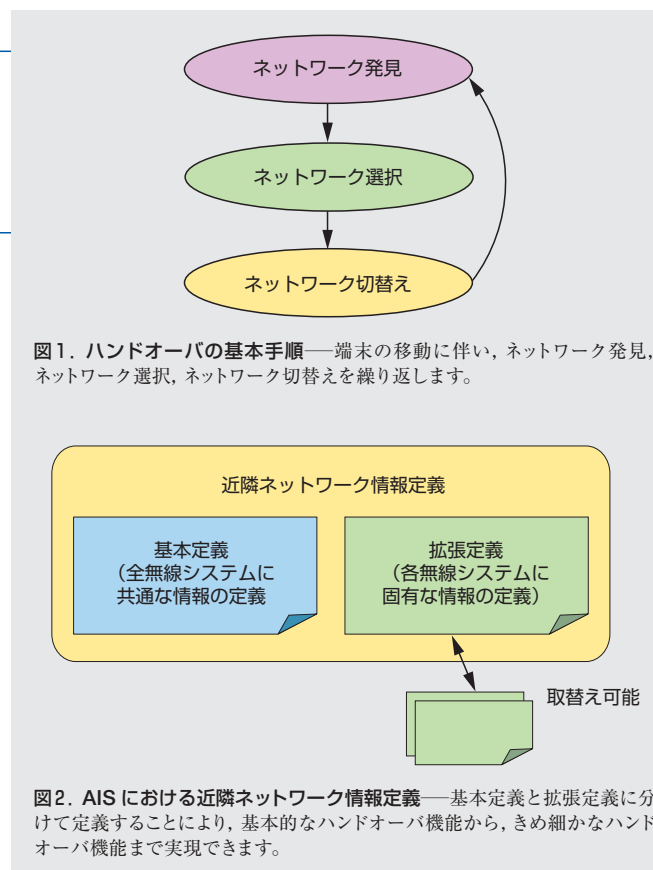 ネットワーク発見
ネットワーク選択
ネットワーク切替え
図1. ハンドオーバの基本手順──端末の移動に伴い，ネットワーク発見，
ネットワーク選択，ネットワーク切替えを繰り返します。
近隣ネットワーク情報定義
基本定義
（全無線システムに
共通な情報の定義
拡張定義
（各無線システムに
固有な情報の定義）
取替え可能
図2. AIS における近隣ネットワーク情報定義──基本定義と拡張定義に分
けて定義することにより，基本的なハンドオーバ機能から，きめ細かなハンド
オーバ機能まで実現できます。